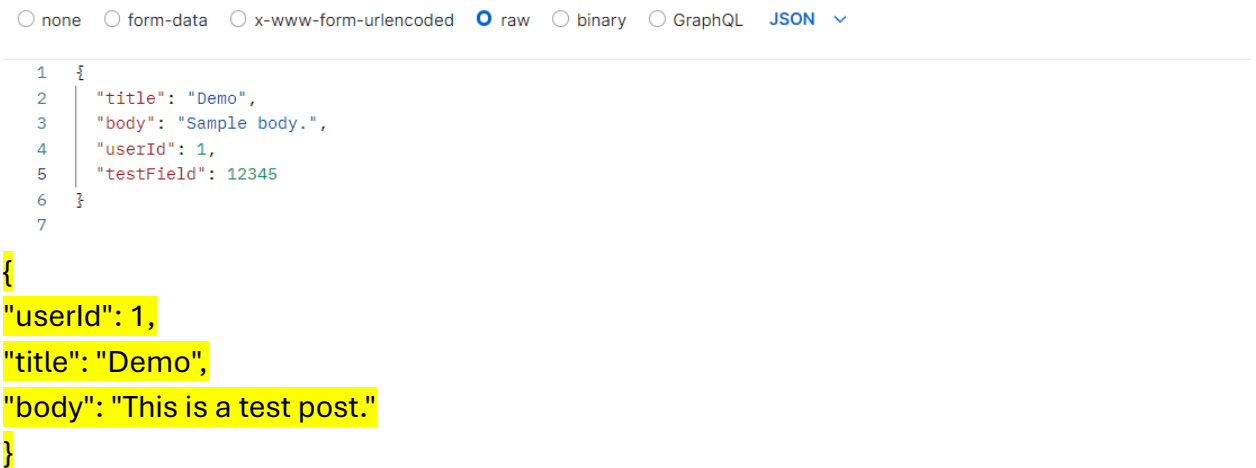 none form-data x-www-form-urlencoded raw binary GraphQL JSON
1 {
2 "title": "Demo",
3 "body": "Sample body.",
4 "userId": 1,
5 "testField": 12345
6 }
7
{
"userId": 1,
"title": "Demo",
"body": "This is a test post."
}